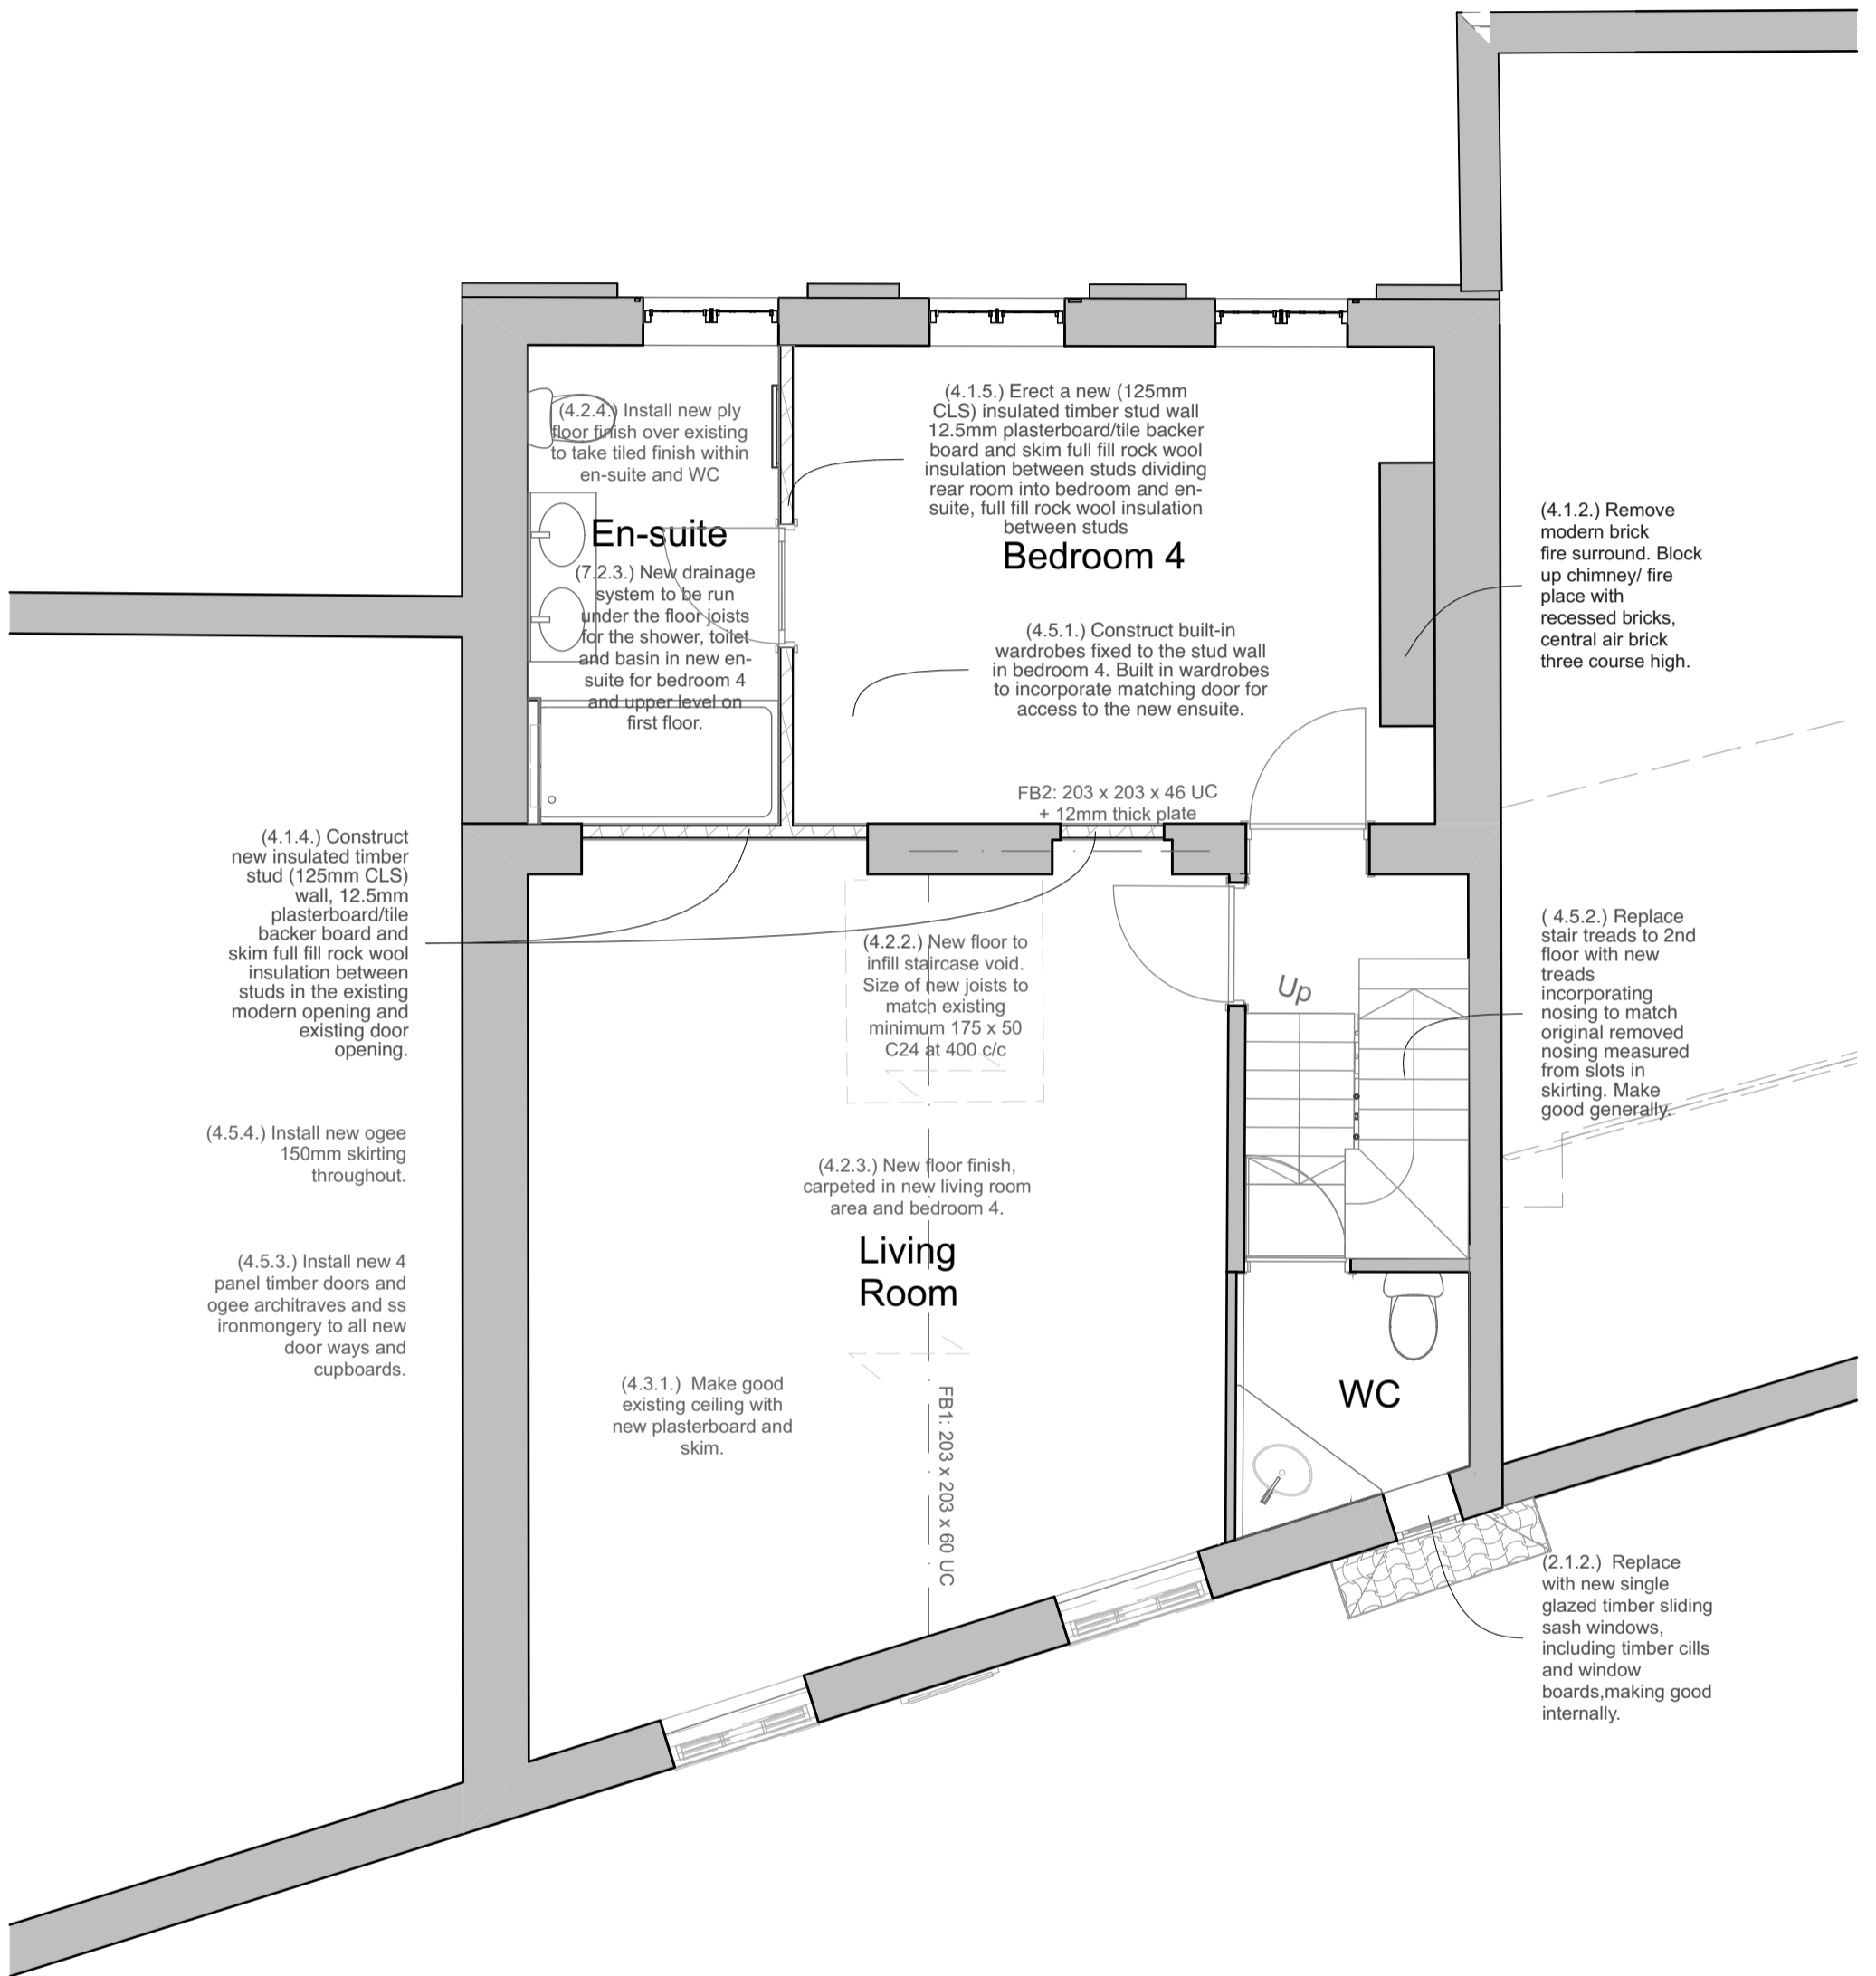 (4.2.4.) Install new ply
floor finish over existing
to take tiled finish within
en-suite and WC
En-suite
(7.2.3.) New drainage
system to be run
under the floor joists
for the shower, toilet
and basin in new en-
suite for bedroom 4
and upper level on
first floor.
(4.1.5.) Erect a new (125mm
CLS) insulated timber stud wall
12.5mm plasterboard/tile backer
board and skim full fill rock wool
insulation between studs dividing
rear room into bedroom and en-
suite, full fill rock wool insulation
between studs
Bedroom 4
(4.5.1.) Construct built-in
wardrobes fixed to the stud wall
in bedroom 4. Built in wardrobes
to incorporate matching door for
access to the new ensuite.
FB2: 203 x 203 x 46 UC
+ 12mm thick plate
(4.1.2.) Remove
modern brick
fire surround. Block
up chimney/ fire
place with
recessed bricks,
central air brick
three course high.
(4.1.4.) Construct
new insulated timber
stud (125mm CLS)
wall, 12.5mm
plasterboard/tile
backer board and
skim full fill rock wool
insulation between
studs in the existing
modern opening and
existing door
opening.
(4.2.2.) New floor to
infill staircase void.
Size of new joists to
match existing
minimum 175 x 50
C24 at 400 c/c
Up
( 4.5.2.) Replace
stair treads to 2nd
floor with new
treads
incorporating
nosing to match
original removed
nosing measured
from slots in
skirting. Make
good generally.
(4.5.4.) Install new ogee
150mm skirting
throughout.
(4.2.3.) New floor finish,
carpeted in new living room
area and bedroom 4.
Living
Room
(4.5.3.) Install new 4
panel timber doors and
ogee architraves and ss
ironmongery to all new
door ways and
cupboards.
(4.3.1.) Make good
existing ceiling with
new plasterboard and
skim.
FB1: 203 x 203 x 60 UC
WC
(2.1.2.) Replace
with new single
glazed timber sliding
sash windows,
including timber cills
and window
boards,making good
internally.